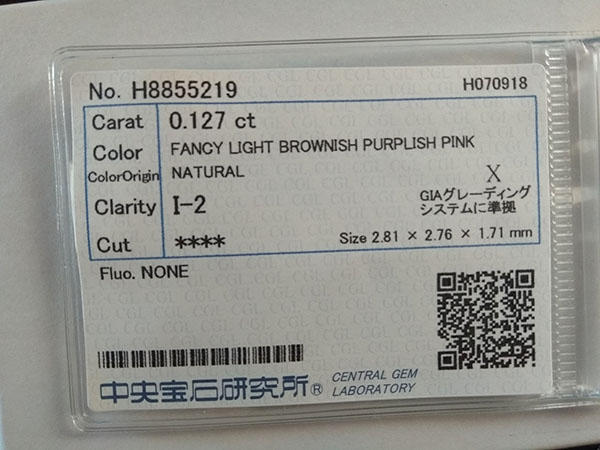 No. H8855219 H070918
Carat 0.127 ct
Color FANCY LIGHT BROWNISH PURPLISH PINK
ColorOrigin NATURAL X
Clarity I-2 GIAグレーディング
システムに準拠
Cut **** Size 2.81 × 2.76 × 1.71 mm
Fluo. NONE
中央宝石研究所® CENTRAL GEM
LABORATORY